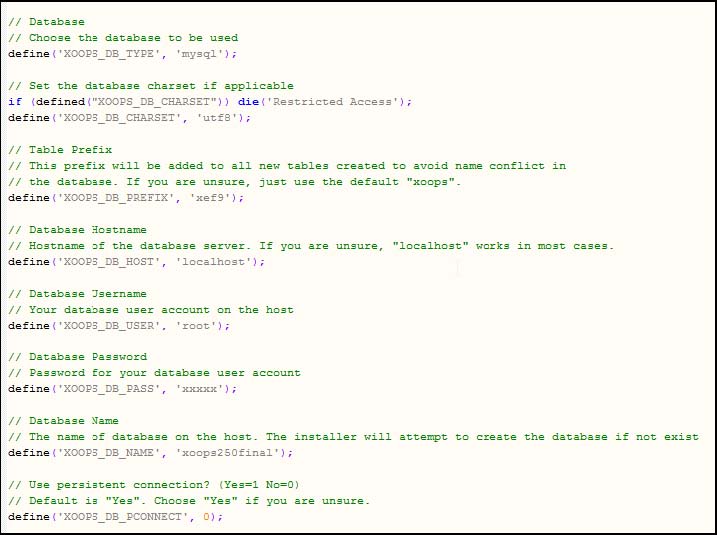 // Database
// Choose the database to be used
define('XOOPS_DB_TYPE', 'mysql');
// Set the database charset if applicable
if (defined("XOOPS_DB_CHARSET")) die('Restricted Access');
define('XOOPS_DB_CHARSET', 'utf8');
// Table Prefix
// This prefix will be added to all new tables created to avoid name conflict in
// the database. If you are unsure, just use the default "xoops".
define('XOOPS_DB_PREFIX', 'xef9');
// Database Hostname
// Hostname of the database server. If you are unsure, "localhost" works in most cases.
define('XOOPS_DB_HOST', 'localhost');
// Database Username
// Your database user account on the host
define('XOOPS_DB_USER', 'root');
// Database Password
// Password for your database user account
define('XOOPS_DB_PASS', 'xxxxx');
// Database Name
// The name of database on the host. The installer will attempt to create the database if not exist
define('XOOPS_DB_NAME', 'xoops250final');
// Use persistent connection? (Yes=1 No=0)
// Default is "Yes". Choose "Yes" if you are unsure.
define('XOOPS_DB_PCONNECT', 0);